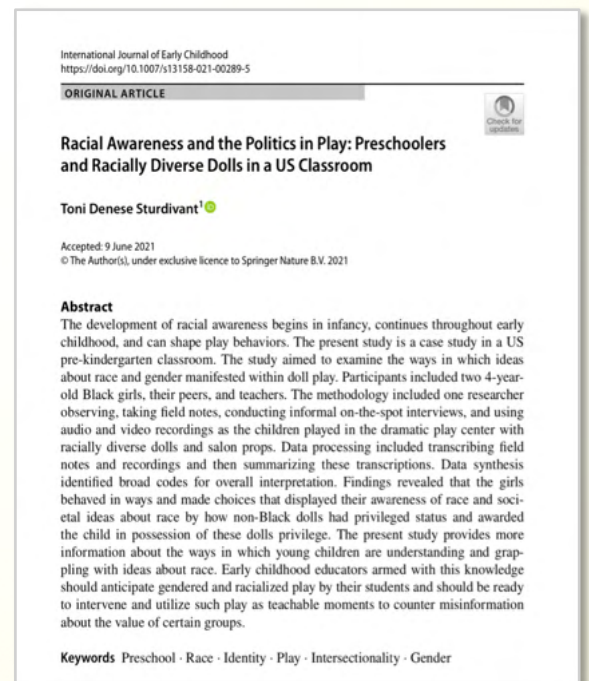 International Journal of Early Childhood
https://doi.org/10.1007/s13158-021-00289-5
ORIGINAL ARTICLE
Check for
updates
Racial Awareness and the Politics in Play: Preschoolers
and Racially Diverse Dolls in a US Classroom
Toni Denese Sturdivant¹ iD
Accepted: 9 June 2021
© The Author(s), under exclusive licence to Springer Nature B.V. 2021
Abstract
The development of racial awareness begins in infancy, continues throughout early
childhood, and can shape play behaviors. The present study is a case study in a US
pre-kindergarten classroom. The study aimed to examine the ways in which ideas
about race and gender manifested within doll play. Participants included two 4-year-
old Black girls, their peers, and teachers. The methodology included one researcher
observing, taking field notes, conducting informal on-the-spot interviews, and using
audio and video recordings as the children played in the dramatic play center with
racially diverse dolls and salon props. Data processing included transcribing field
notes and recordings and then summarizing these transcriptions. Data synthesis
identified broad codes for overall interpretation. Findings revealed that the girls
behaved in ways and made choices that displayed their awareness of race and soci-
etal ideas about race by how non-Black dolls had privileged status and awarded
the child in possession of these dolls privilege. The present study provides more
information about the ways in which young children are understanding and grap-
pling with ideas about race. Early childhood educators armed with this knowledge
should anticipate gendered and racialized play by their students and should be ready
to intervene and utilize such play as teachable moments to counter misinformation
about the value of certain groups.
Keywords Preschool · Race · Identity · Play · Intersectionality · Gender